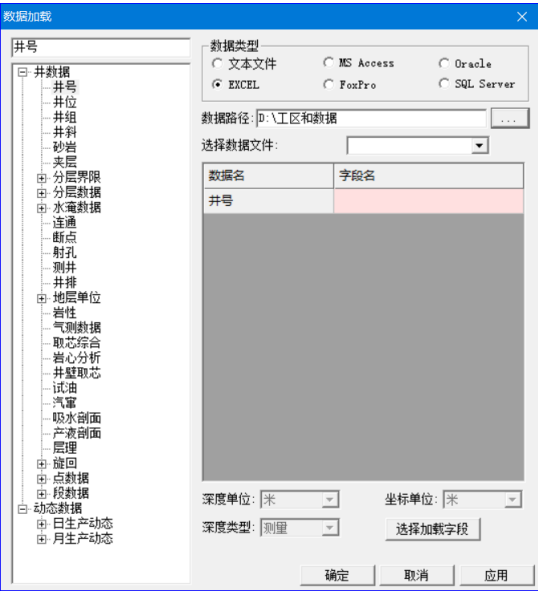 数据加载
井号
井数据
井号
井位
井组
井斜
砂岩
夹层
分层界限
分层数据
水淹数据
连通
断点
射孔
测井
井排
地层单位
岩性
气测数据
取芯综合
岩心分析
井壁取芯
试油
汽窜
吸水剖面
产液剖面
层理
旋回
点数据
段数据
动态数据
日生产动态
月生产动态
数据类型
文本文件 MS Access Oracle
EXCEL FoxPro SQL Server
数据路径: D:\工区和数据 ...
选择数据文件:
数据名 字段名
井号
深度单位: 米 坐标单位: 米
深度类型: 测量 选择加载字段
确定 取消 应用